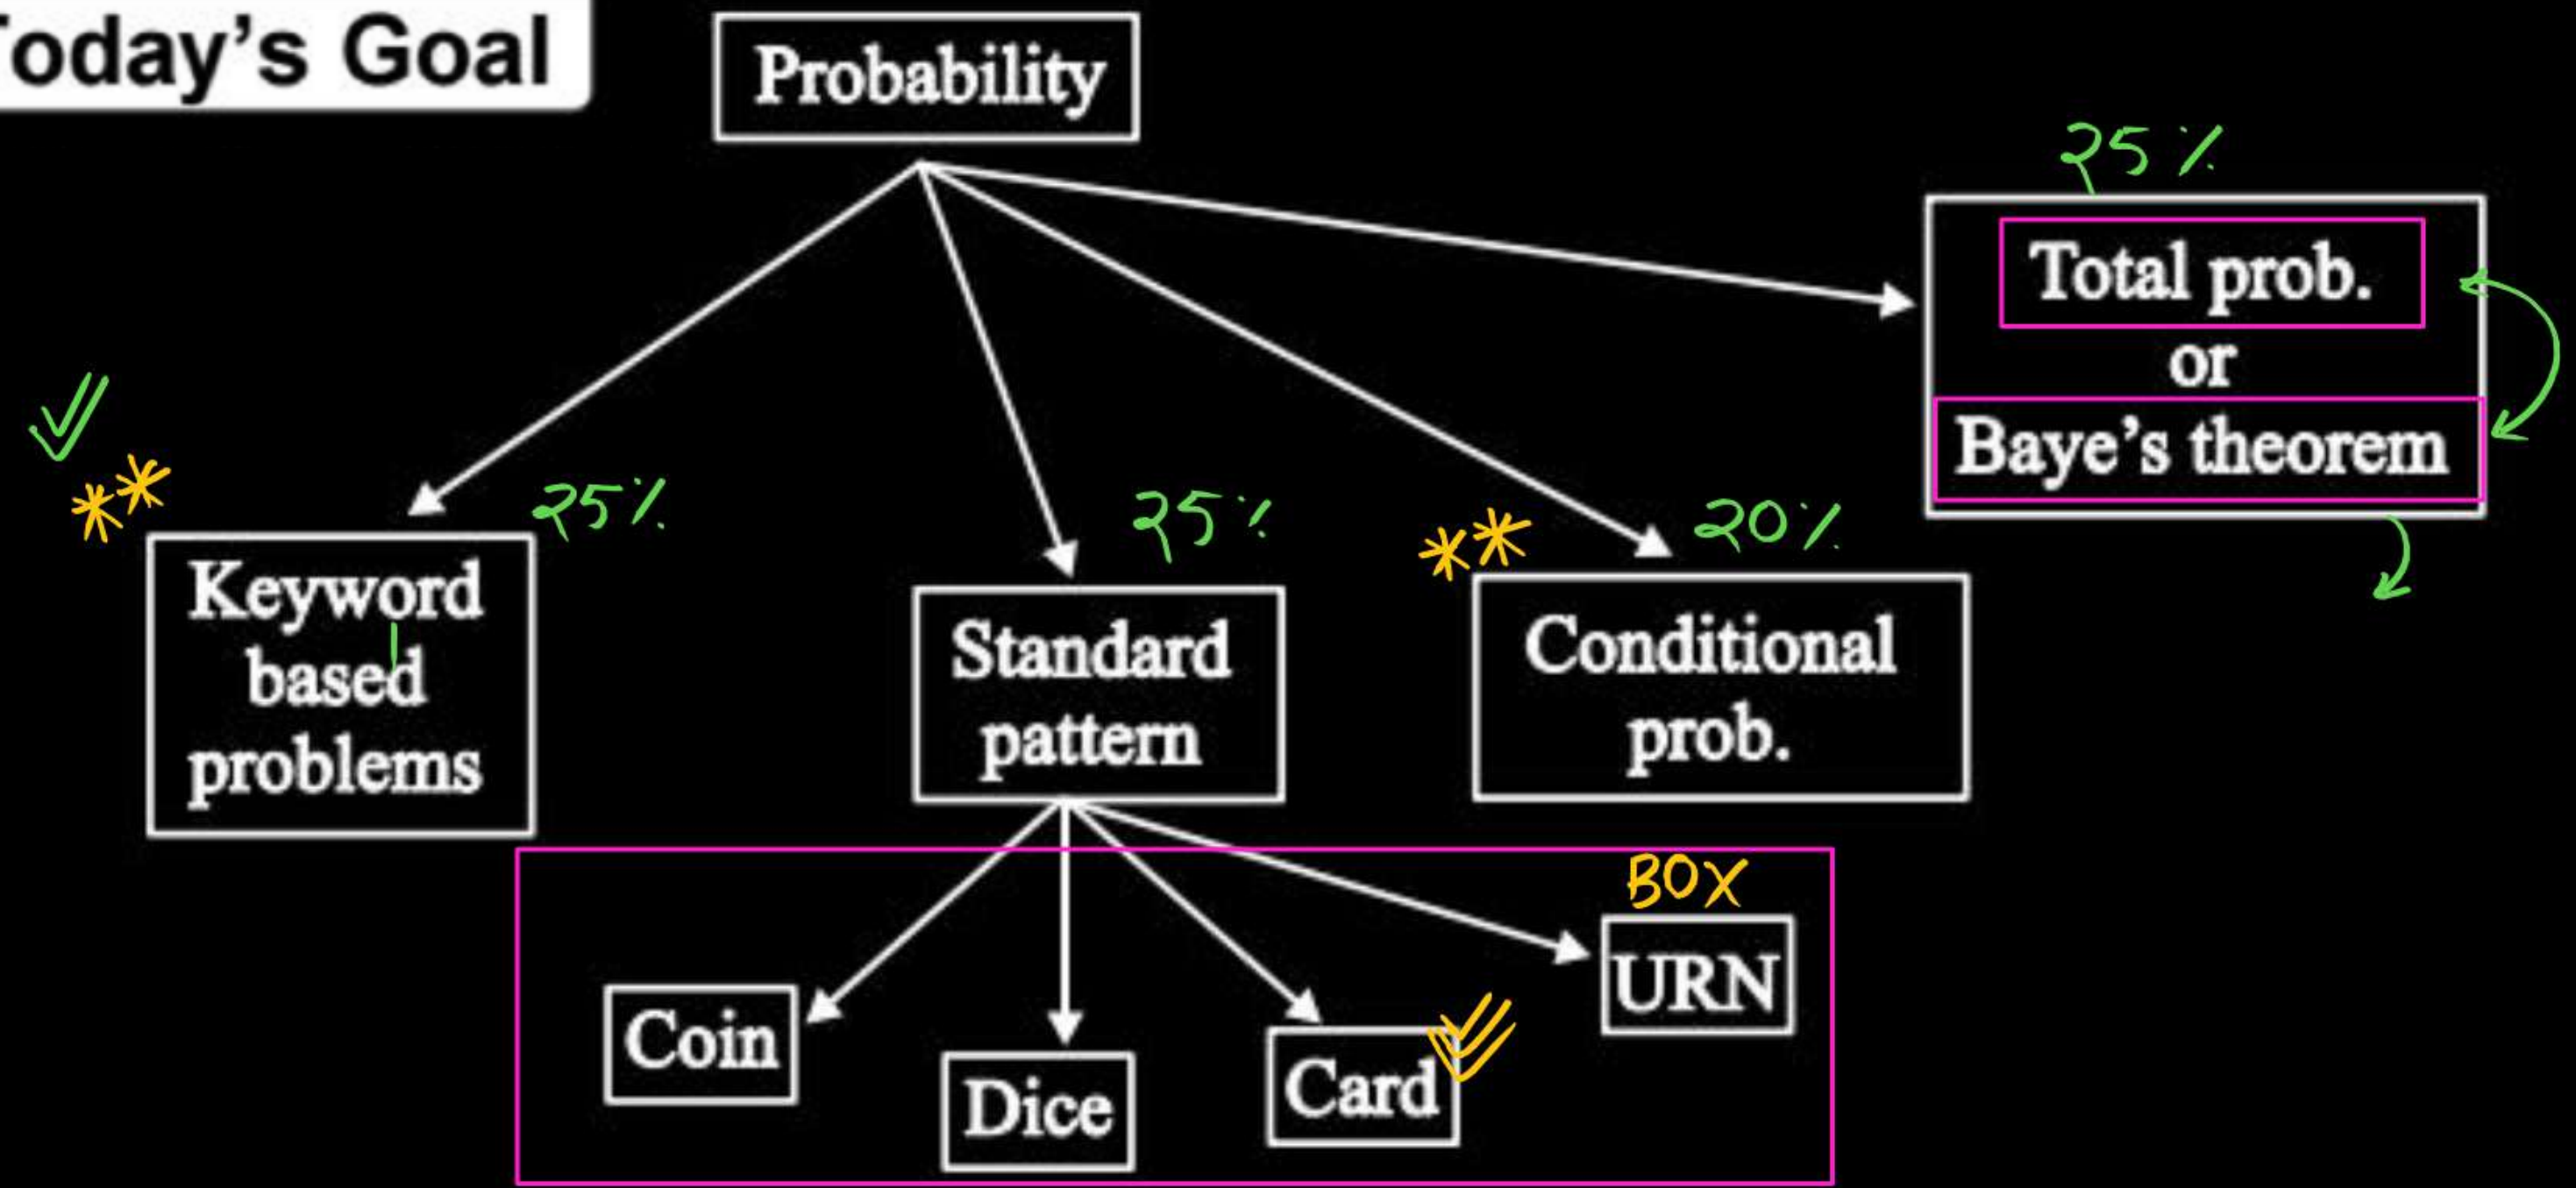 Today's Goal
Probability
25%
Total prob.
or
Baye's theorem
25%
Keyword
based
problems
25%
Standard
pattern
20%
Conditional
prob.
Coin
Dice
Card
BOX
URN